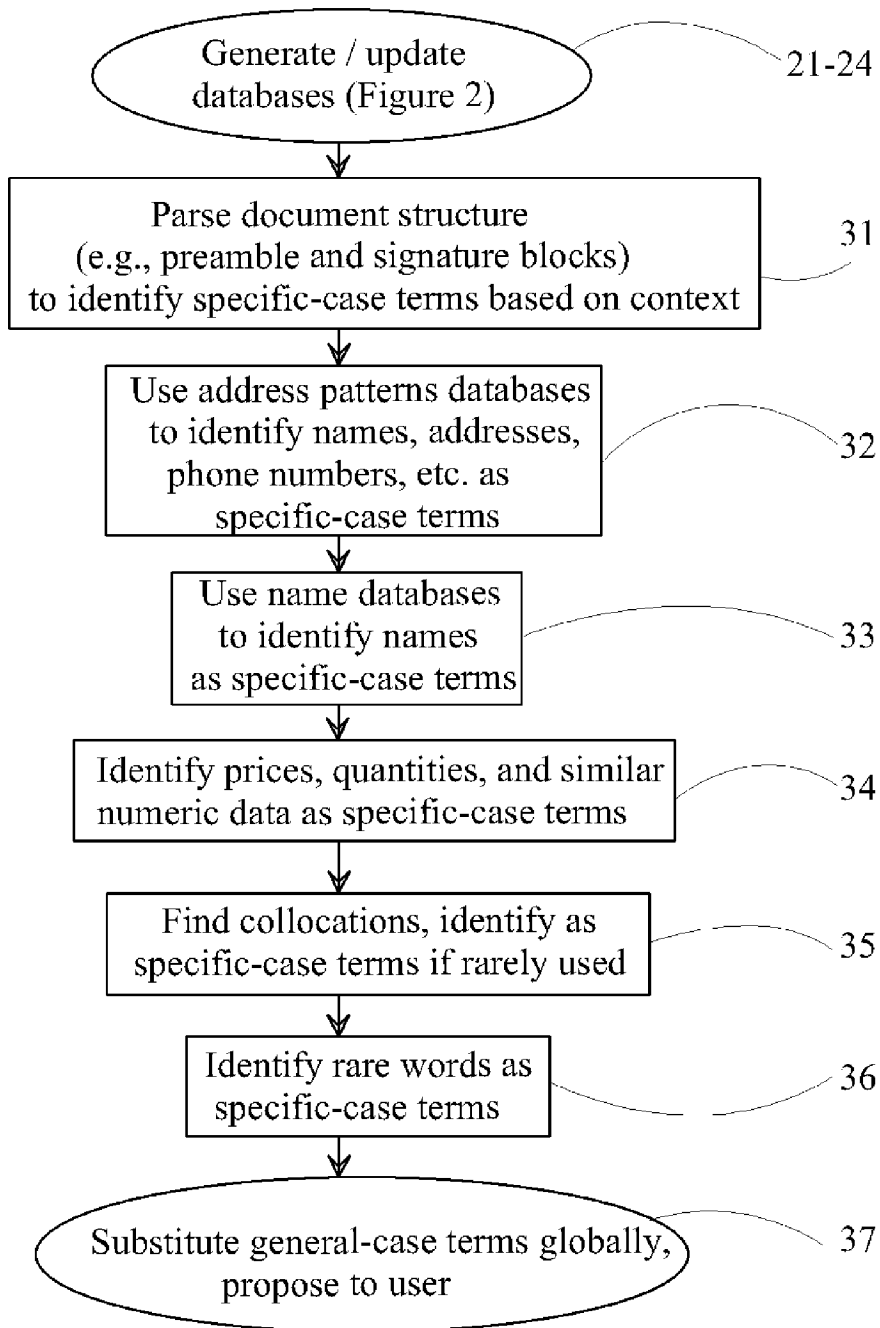 Generate / update
databases (Figure 2)
21-24
Parse document structure
(e.g., preamble and signature blocks)
to identify specific-case terms based on context
31
Use address patterns databases
to identify names, addresses,
phone numbers, etc. as
specific-case terms
32
Use name databases
to identify names
as specific-case terms
33
Identify prices, quantities, and similar
numeric data as specific-case terms
34
Find collocations, identify as
specific-case terms if rarely used
35
Identify rare words as
specific-case terms
36
Substitute general-case terms globally,
propose to user
37